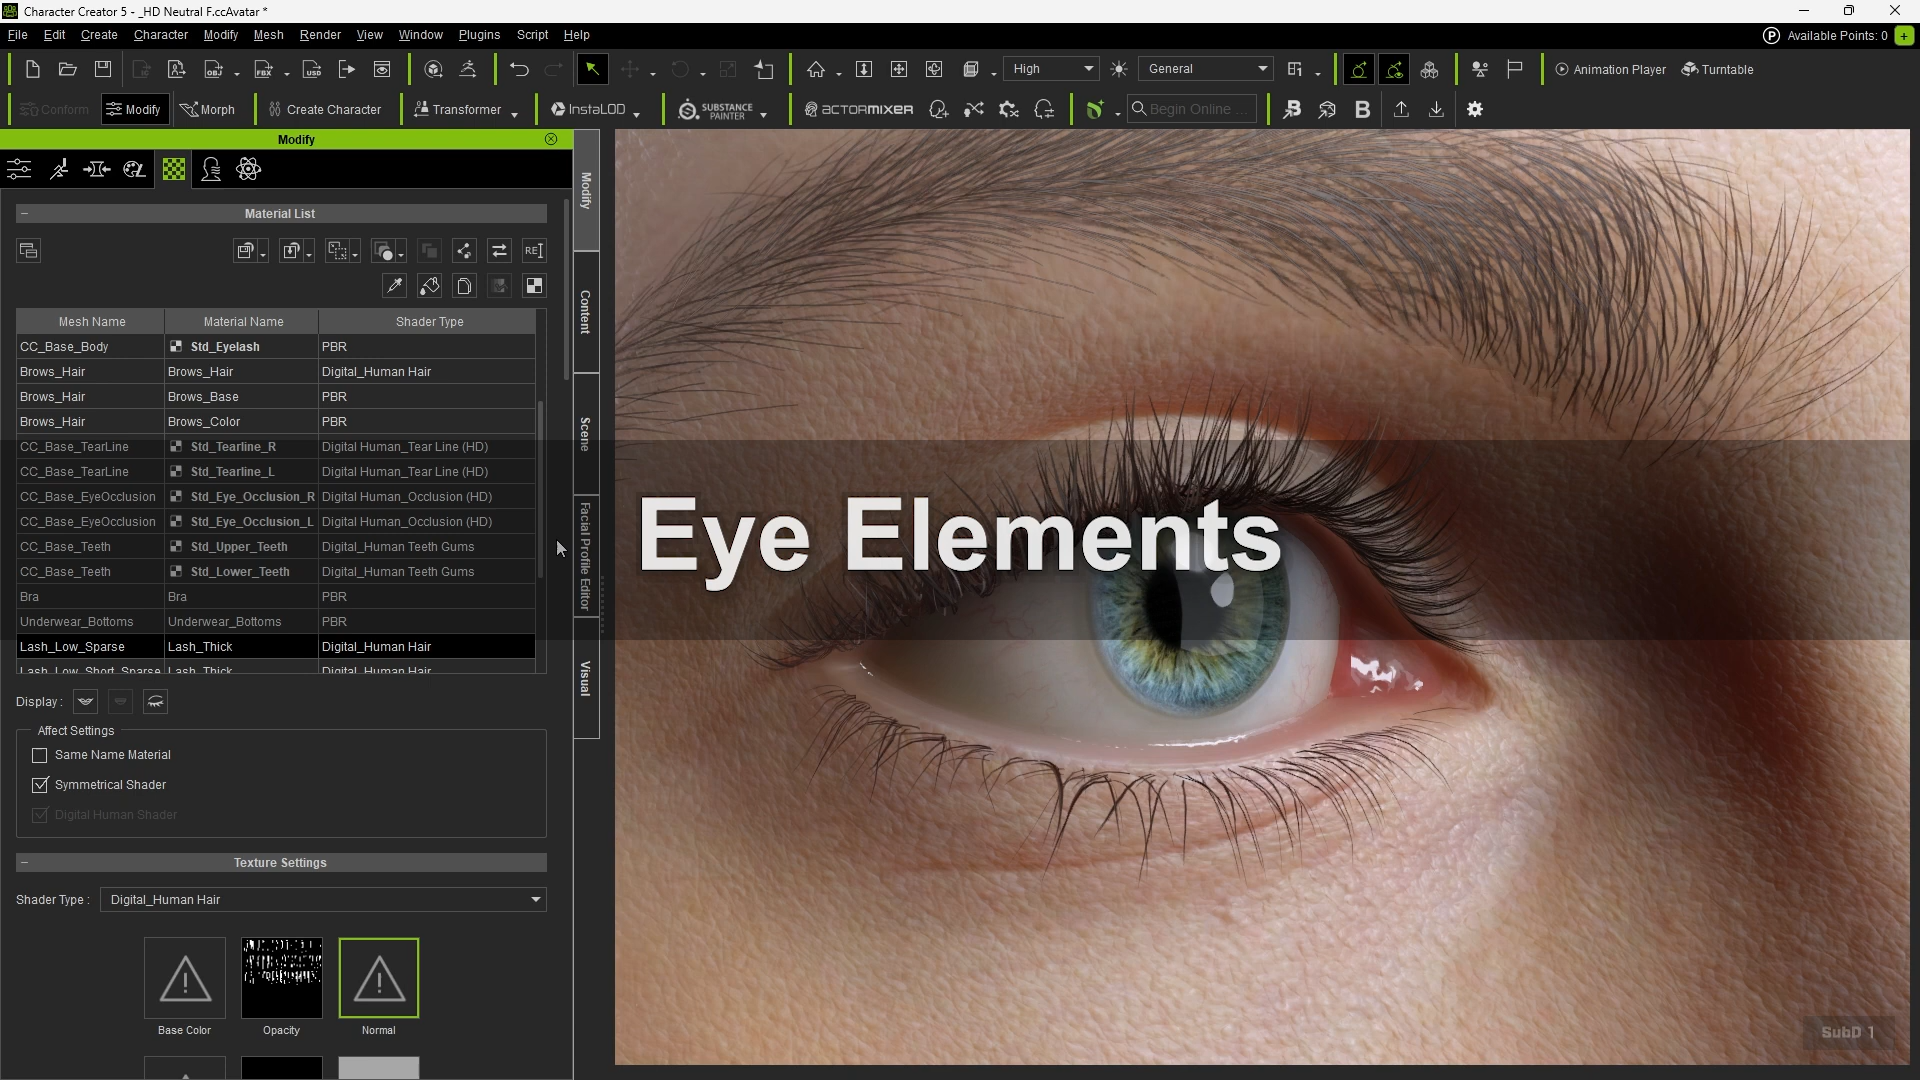 Character Creator 5 - _HD Neutral F.ccAvatar *
File Edit Create Character Modify Mesh Render View Window Plugins Script Help
P Available Points: 0 +
High General Animation Player Turntable
Conform Modify Morph Create Character Transformer InstaLOD SUBSTANCE PAINTER ACTORMIXER Begin Online ... B
Modify
Material List
RE
Mesh Name Material Name Shader Type
CC_Base_Body Std_Eyelash PBR
Brows_Hair Brows_Hair Digital_Human Hair
Brows_Hair Brows_Base PBR
Brows_Hair Brows_Color PBR
CC_Base_TearLine Std_Tearline_R Digital Human_Tear Line (HD)
CC_Base_TearLine Std_Tearline_L Digital Human_Tear Line (HD)
CC_Base_EyeOcclusion Std_Eye_Occlusion_R Digital Human_Occlusion (HD)
CC_Base_EyeOcclusion Std_Eye_Occlusion_L Digital Human_Occlusion (HD)
CC_Base_Teeth Std_Upper_Teeth Digital_Human Teeth Gums
CC_Base_Teeth Std_Lower_Teeth Digital_Human Teeth Gums
Bra Bra PBR
Underwear_Bottoms Underwear_Bottoms PBR
Lash_Low_Sparse Lash_Thick Digital_Human Hair
Lash_Low_Short_Sparse Lash_Thick Digital_Human Hair
Display :
Affect Settings
Same Name Material
Symmetrical Shader
Digital Human Shader
Texture Settings
Shader Type : Digital_Human Hair
Base Color Opacity Normal
Modify
Content
Scene
Facial Profile Editor
Visual
Eye Elements
SubD 1